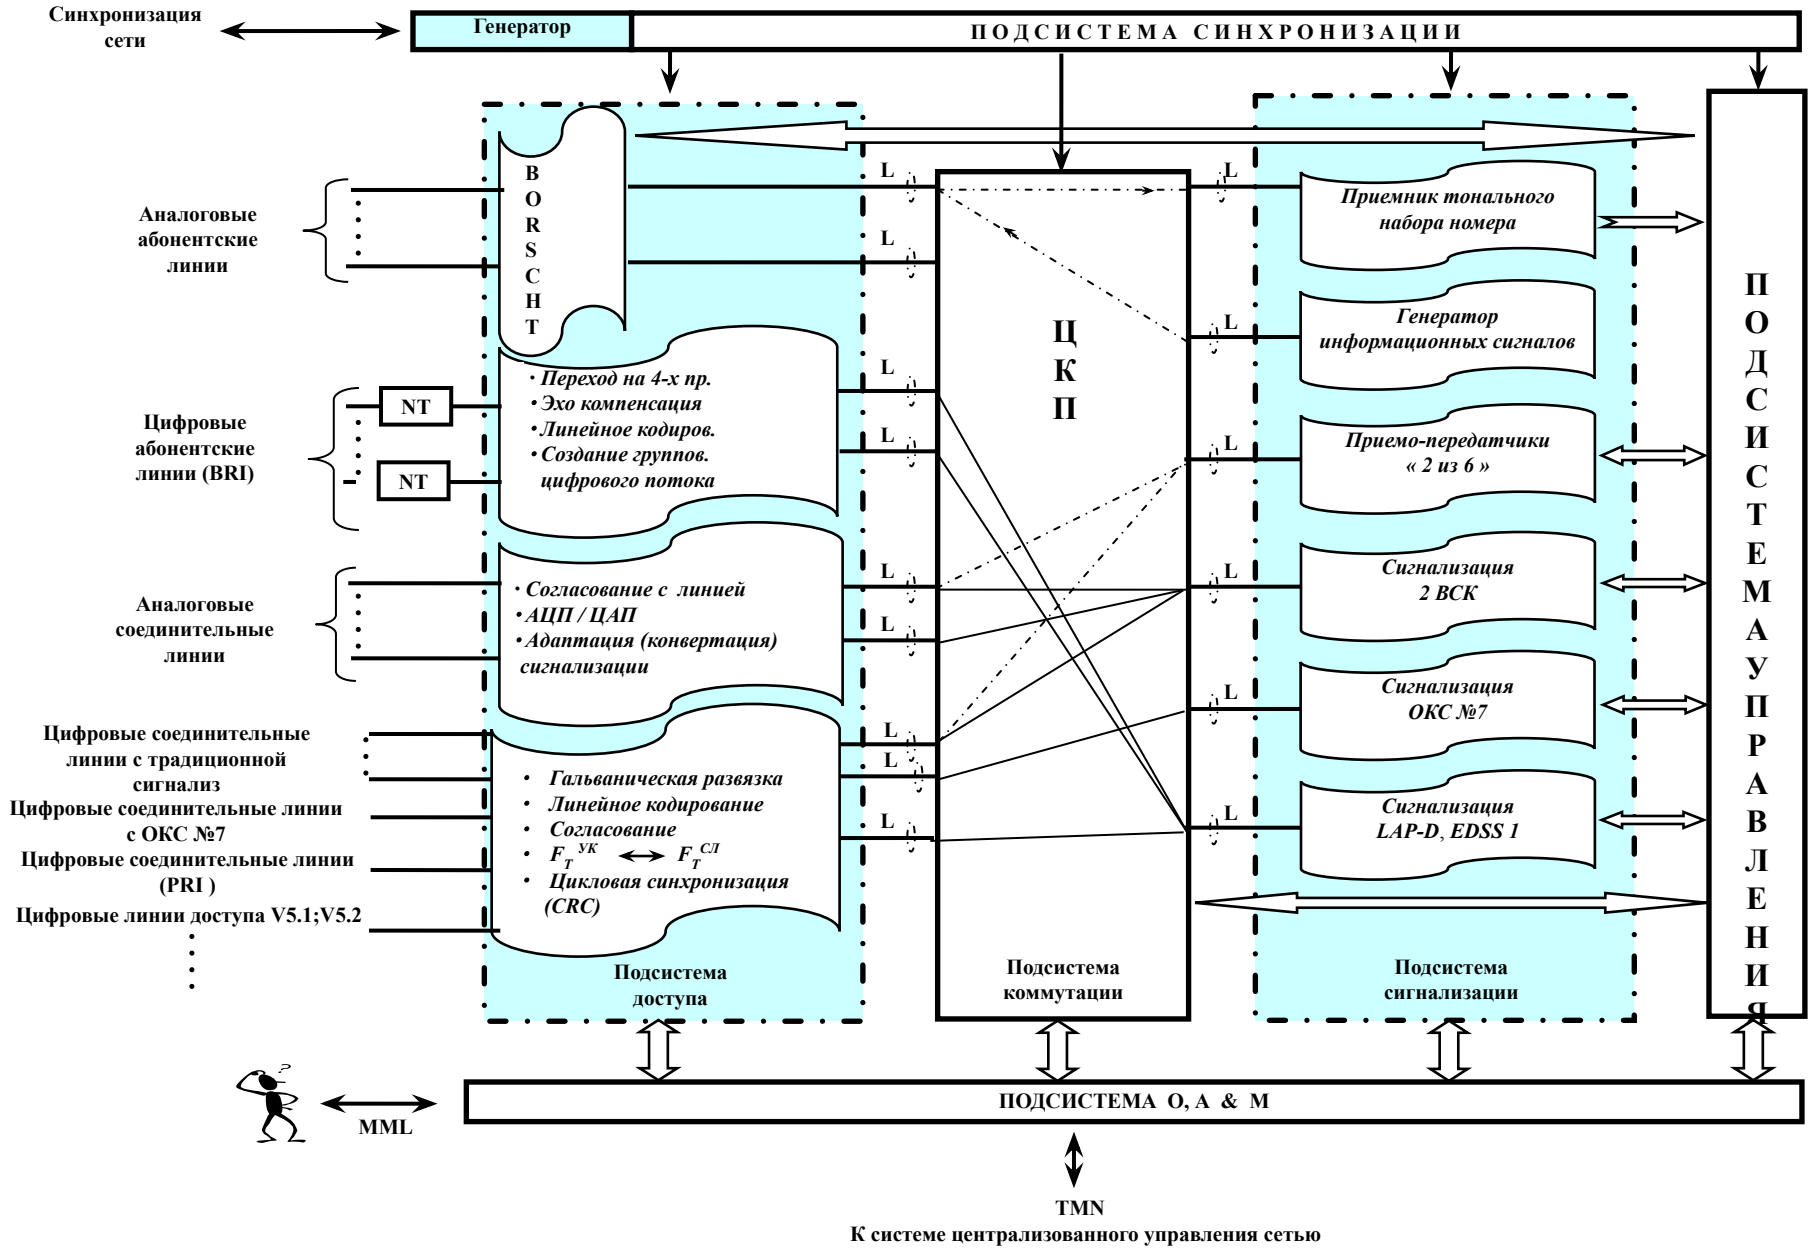 Синхронизация
сети
Генератор
ПОДСИСТЕМА СИНХРОНИЗАЦИИ
Аналоговые
абонентские
линии
B
O
R
S
C
H
T
L
L
L
Приемник тонального
набора номера
L
Генератор
информационных сигналов
ЦКП
Цифровые
абонентские
линии (BRI)
NT
NT
· Переход на 4-х пр.
• Эхо компенсация
• Линейное кодиров.
• Создание группов.
цифрового потока
L
L
L
Приемо-передатчики
« 2 из 6 »
Аналоговые
соединительные
линии
· Согласование с линией
• АЦП / ЦАП
• Адаптация (конвертация)
сигнализации
L
L
L
Сигнализация
2 ВСК
Цифровые соединительные
линии с традиционной
сигнализ
Цифровые соединительные линии
с ОКС №7
Цифровые соединительные линии
(PRI )
Цифровые линии доступа V5.1;V5.2
· Гальваническая развязка
· Линейное кодирование
· Согласование
· F_T^УК F_T^СЛ
· Цикловая синхронизация
(CRC)
L
L
L
L
Сигнализация
ОКС №7
L
Сигнализация
LAP-D, EDSS 1
ПОДСИСТЕМА УПРАВЛЕНИЯ
Подсистема
доступа
Подсистема
коммутации
Подсистема
сигнализации
?
MML
ПОДСИСТЕМА O, A & M
TMN
К системе централизованного управления сетью